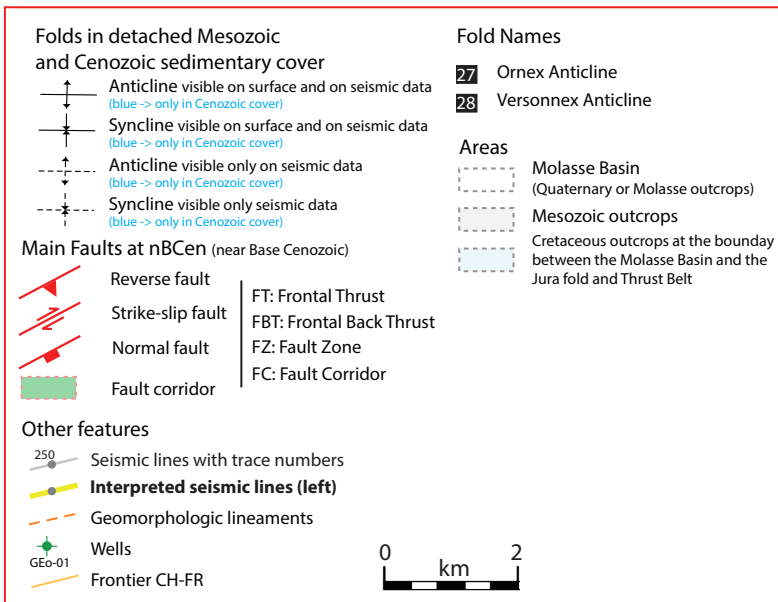 Folds in detached Mesozoic
and Cenozoic sedimentary cover
Anticline visible on surface and on seismic data
(blue -> only in Cenozoic cover)
Syncline visible on surface and on seismic data
(blue -> only in Cenozoic cover)
Anticline visible only on seismic data
(blue -> only in Cenozoic cover)
Syncline visible only seismic data
(blue -> only in Cenozoic cover)
Main Faults at nBCen (near Base Cenozoic)
Reverse fault
Strike-slip fault
Normal fault
Fault corridor
FT: Frontal Thrust
FBT: Frontal Back Thrust
FZ: Fault Zone
FC: Fault Corridor
Other features
250 Seismic lines with trace numbers
Interpreted seismic lines (left)
Geomorphologic lineaments
Wells
GEo-01
Frontier CH-FR
Fold Names
27 Ornex Anticline
28 Versonnex Anticline
Areas
Molasse Basin
(Quaternary or Molasse outcrops)
Mesozoic outcrops
Cretaceous outcrops at the bounday
between the Molasse Basin and the
Jura fold and Thrust Belt
0 2
km